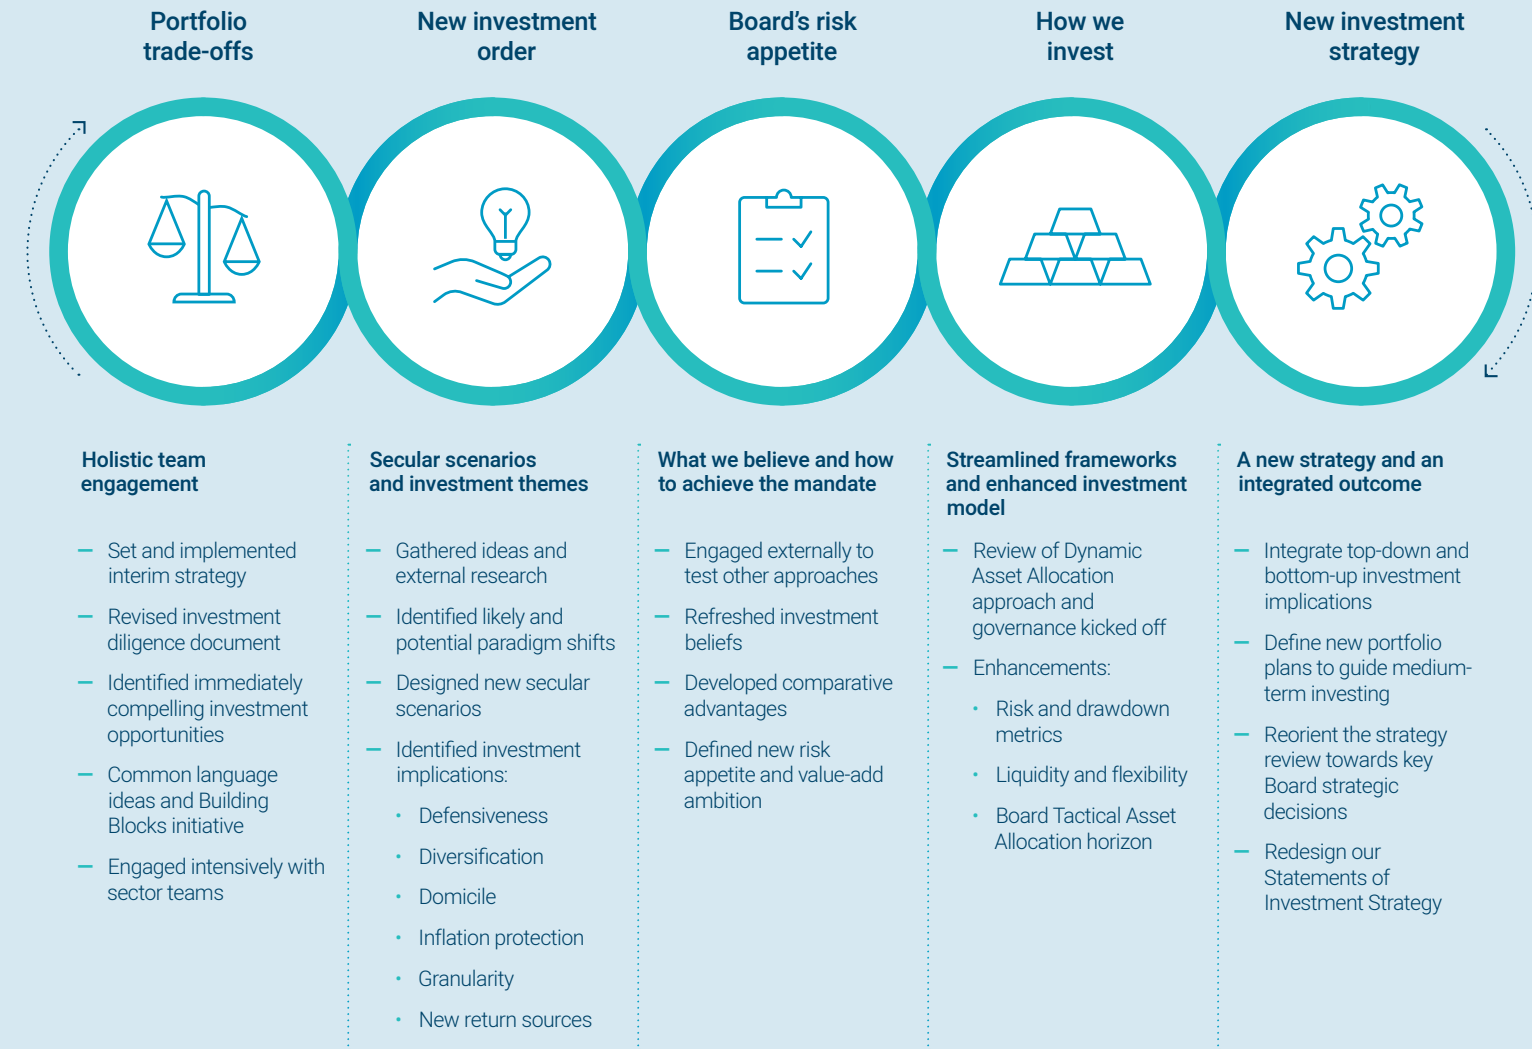 Portfolio
trade-offs
New investment
order
Board’s risk
appetite
How we
invest
New investment
strategy
Holistic team
engagement
— Set and implemented
interim strategy
— Revised investment
diligence document
— Identified immediately
compelling investment
opportunities
— Common language
ideas and Building
Blocks initiative
— Engaged intensively with
sector teams
Secular scenarios
and investment themes
— Gathered ideas and
external research
— Identified likely and
potential paradigm shifts
— Designed new secular
scenarios
— Identified investment
implications:
• Defensiveness
• Diversification
• Domicile
• Inflation protection
• Granularity
• New return sources
What we believe and how
to achieve the mandate
— Engaged externally to
test other approaches
— Refreshed investment
beliefs
— Developed comparative
advantages
— Defined new risk
appetite and value-add
ambition
Streamlined frameworks
and enhanced investment
model
— Review of Dynamic
Asset Allocation
approach and
governance kicked off
— Enhancements:
• Risk and drawdown
metrics
• Liquidity and flexibility
• Board Tactical Asset
Allocation horizon
A new strategy and an
integrated outcome
— Integrate top-down and
bottom-up investment
implications
— Define new portfolio
plans to guide medium-
term investing
— Reorient the strategy
review towards key
Board strategic
decisions
— Redesign our
Statements of
Investment Strategy